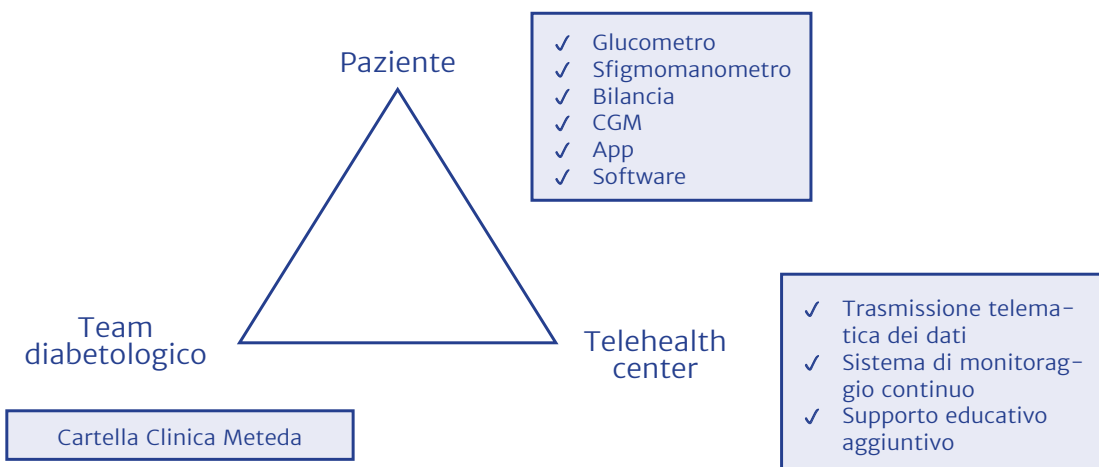 Paziente
✓ Glucometro
✓ Sfigmomanometro
✓ Bilancia
✓ CGM
✓ App
✓ Software
Team
diabetologico
Cartella Clinica Meteda
Telehealth
center
✓ Trasmissione telema-
tica dei dati
✓ Sistema di monitorag-
gio continuo
✓ Supporto educativo
aggiuntivo